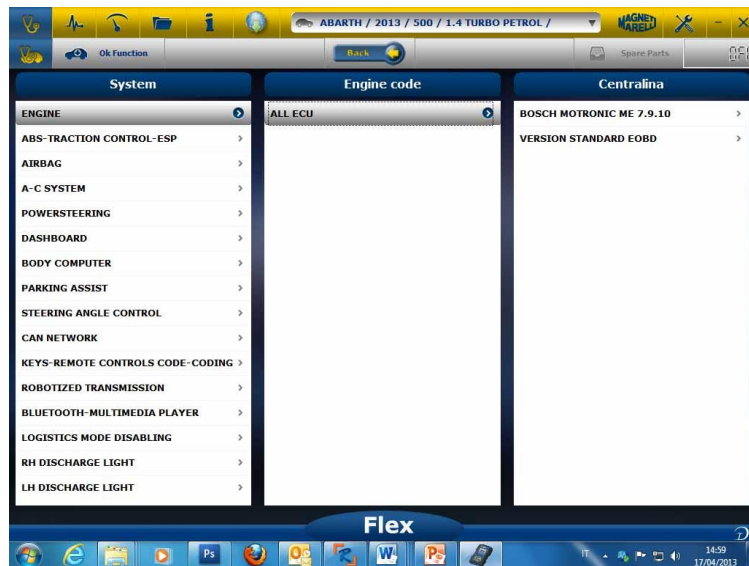 ABARTH / 2013 / 500 / 1.4 TURBO PETROL /
MAGNETI
MARELLI
Ok Function
Back
Spare Parts
System
Engine code
Centralina
ENGINE
ALL ECU
BOSCH MOTRONIC ME 7.9.10
ABS-TRACTION CONTROL-ESP
VERSION STANDARD EOBD
AIRBAG
A-C SYSTEM
POWERSTEERING
DASHBOARD
BODY COMPUTER
PARKING ASSIST
STEERING ANGLE CONTROL
CAN NETWORK
KEYS-REMOTE CONTROLS CODE-CODING
ROBOTIZED TRANSMISSION
BLUETOOTH-MULTIMEDIA PLAYER
LOGISTICS MODE DISABLING
RH DISCHARGE LIGHT
LH DISCHARGE LIGHT
Flex
Ps
IT
14:59
17/04/2013